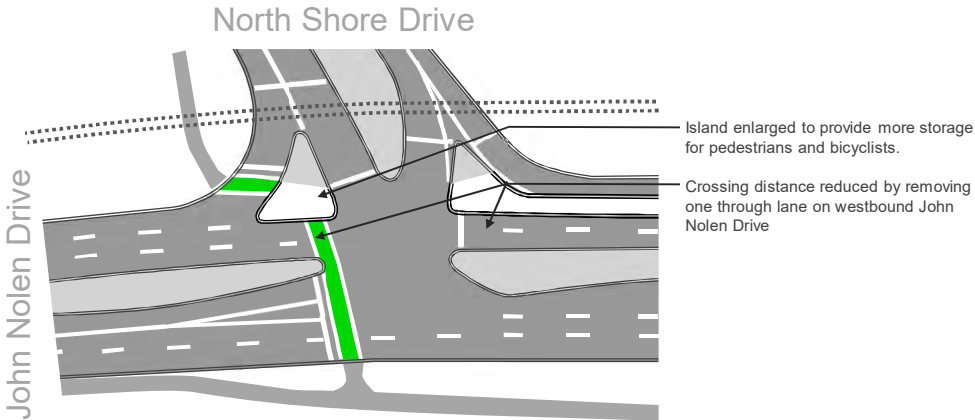 North Shore Drive
Island enlarged to provide more storage
for pedestrians and bicyclists.
Crossing distance reduced by removing
one through lane on westbound John
Nolen Drive
John Nolen Drive